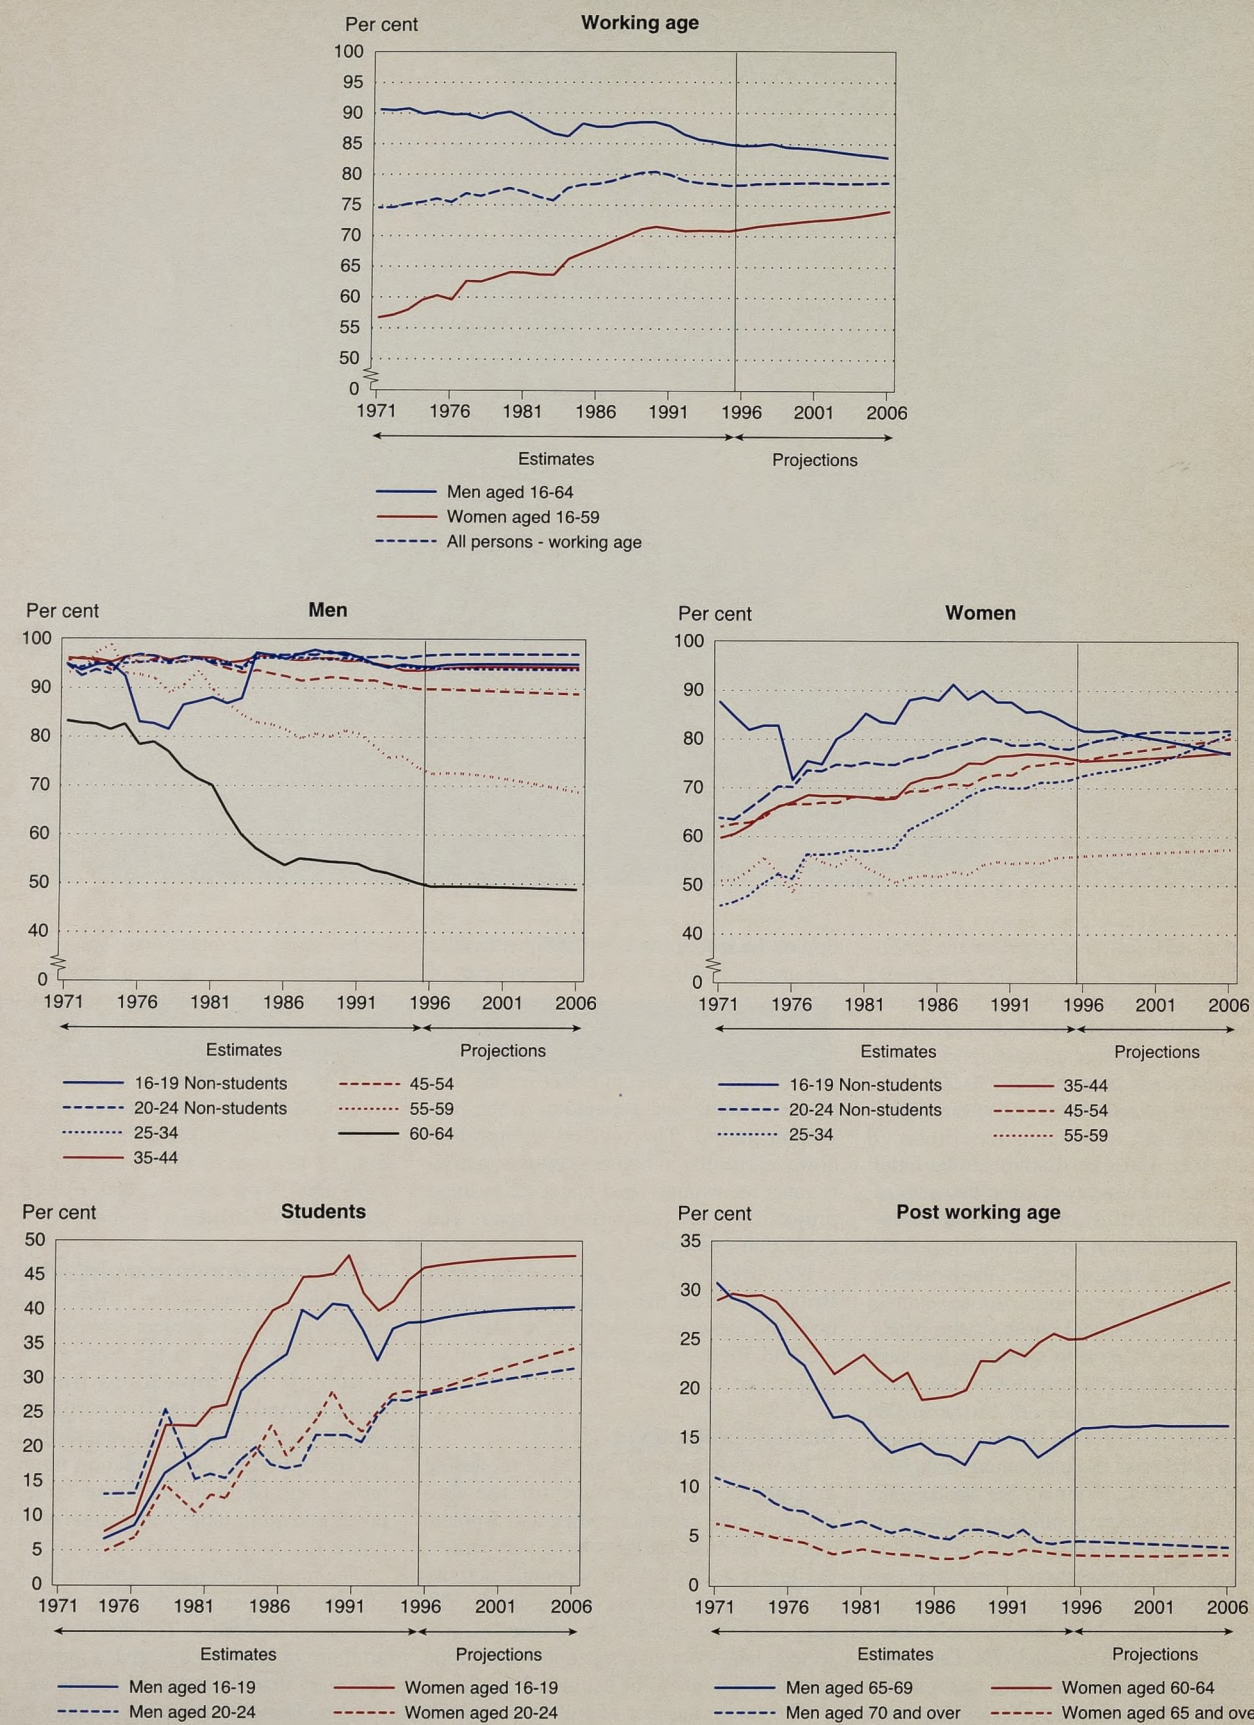 Per cent
Working age
100
95
90
85
80
75
70
65
60
55
50
0
1971 1976 1981 1986 1991 1996 2001 2006
Estimates Projections
Men aged 16-64
Women aged 16-59
All persons - working age
Per cent
Men
100
90
80
70
60
50
40
0
1971 1976 1981 1986 1991 1996 2001 2006
Estimates Projections
16-19 Non-students 45-54
20-24 Non-students 55-59
25-34 60-64
35-44
Per cent
Women
100
90
80
70
60
50
40
0
1971 1976 1981 1986 1991 1996 2001 2006
Estimates Projections
16-19 Non-students 35-44
20-24 Non-students 45-54
25-34 55-59
Per cent
Students
50
45
40
35
30
25
20
15
10
5
0
1971 1976 1981 1986 1991 1996 2001 2006
Estimates Projections
Men aged 16-19 Women aged 16-19
Men aged 20-24 Women aged 20-24
Per cent
Post working age
35
30
25
20
15
10
5
0
1971 1976 1981 1986 1991 1996 2001 2006
Estimates Projections
Men aged 65-69 Women aged 60-64
Men aged 70 and over Women aged 65 and ove